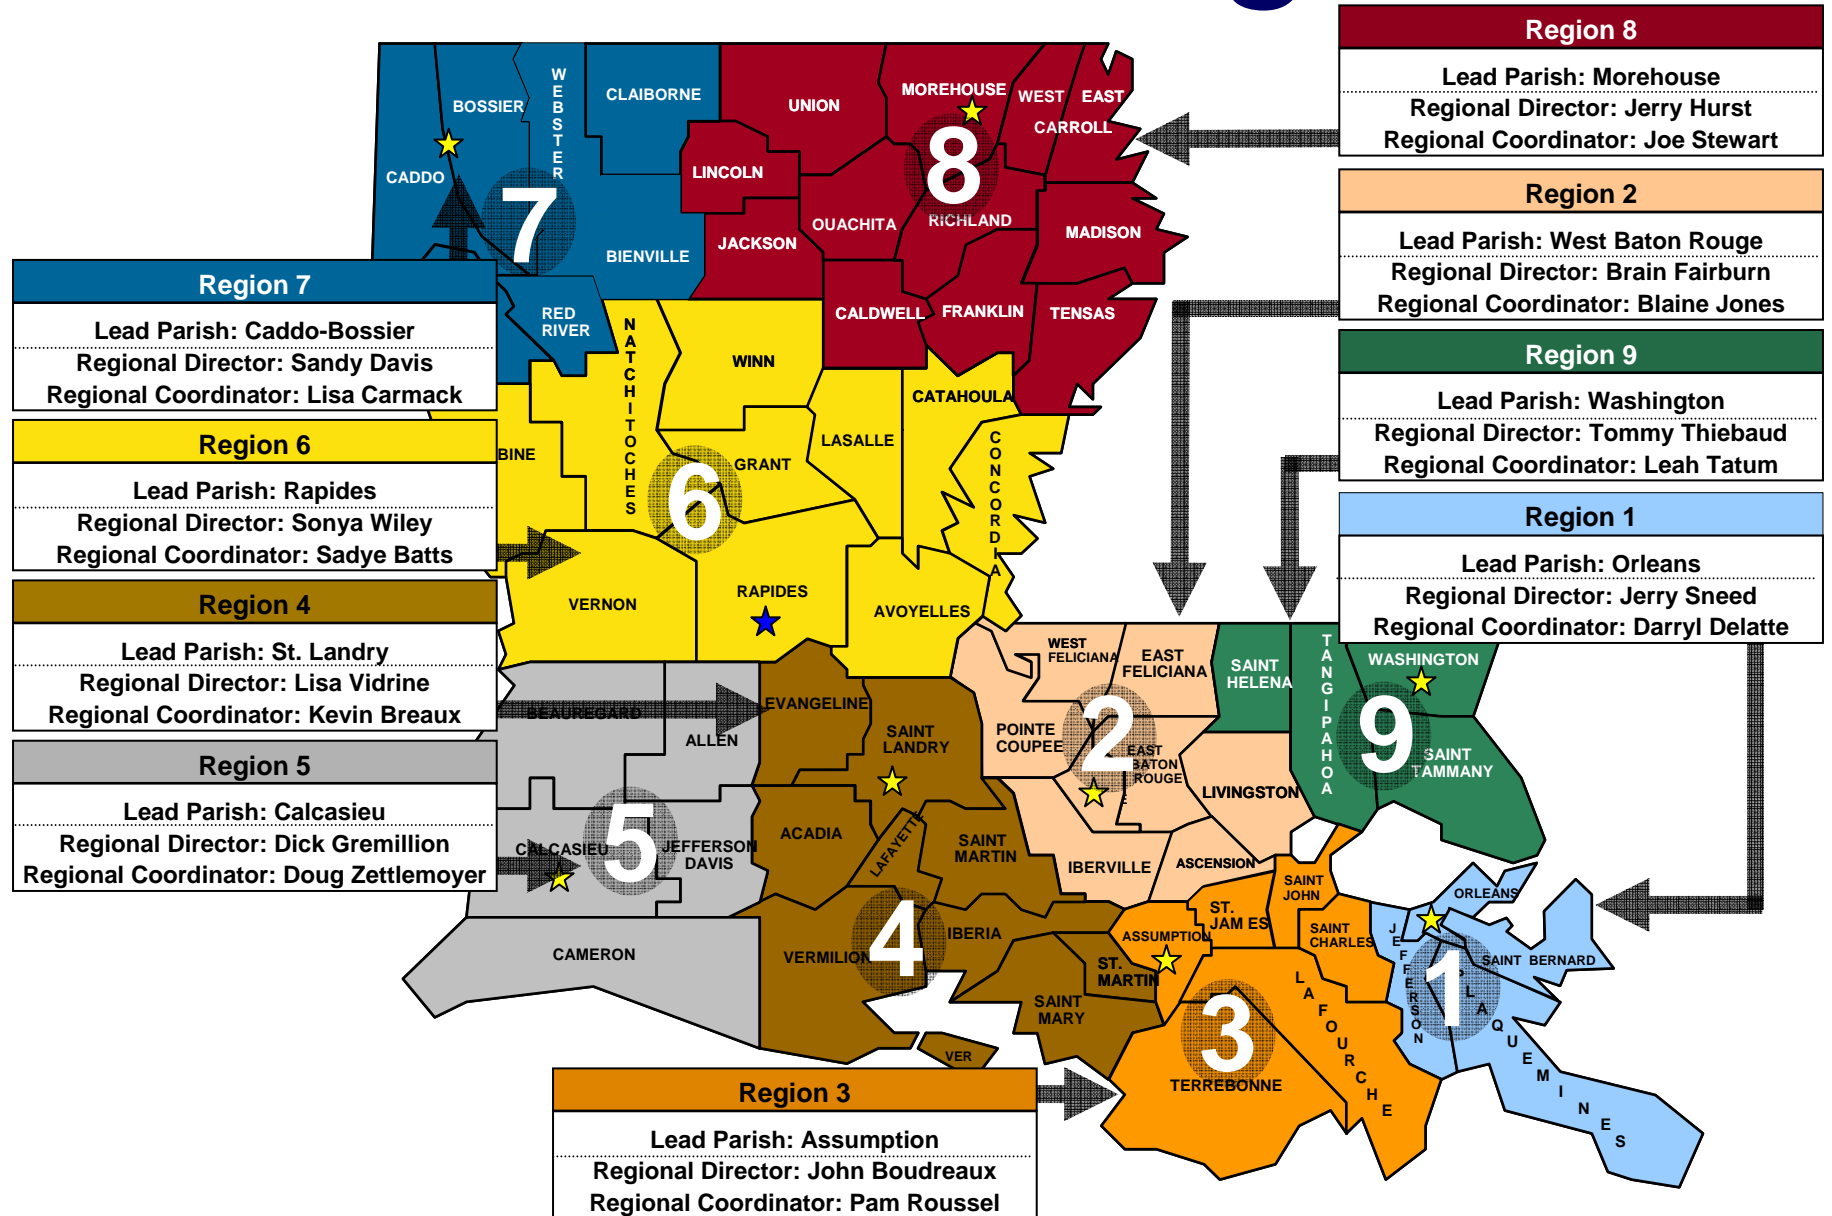 Region 8
Lead Parish: Morehouse
Regional Director: Jerry Hurst
Regional Coordinator: Joe Stewart
Region 2
Lead Parish: West Baton Rouge
Regional Director: Brain Fairburn
Regional Coordinator: Blaine Jones
Region 9
Lead Parish: Washington
Regional Director: Tommy Thiebaud
Regional Coordinator: Leah Tatum
Region 1
Lead Parish: Orleans
Regional Director: Jerry Sneed
Regional Coordinator: Darryl Delatte
Region 7
Lead Parish: Caddo-Bossier
Regional Director: Sandy Davis
Regional Coordinator: Lisa Carmack
Region 6
Lead Parish: Rapides
Regional Director: Sonya Wiley
Regional Coordinator: Sadye Batts
Region 4
Lead Parish: St. Landry
Regional Director: Lisa Vidrine
Regional Coordinator: Kevin Breaux
Region 5
Lead Parish: Calcasieu
Regional Director: Dick Gremillion
Regional Coordinator: Doug Zettlemoyer
Region 3
Lead Parish: Assumption
Regional Director: John Boudreaux
Regional Coordinator: Pam Roussel
BOSSIER
WEBSTER
CLAIBORNE
CADDO
7
BIENVILLE
RED
RIVER
UNION
MOREHOUSE
WEST
EAST
CARROLL
LINCOLN
8
OUACHITA
RICHLAND
JACKSON
MADISON
CALDWELL
FRANKLIN
TENSAS
NATCHITOCHES
WINN
CATAHOULA
LASALLE
BINE
GRANT
CONCORDIA
6
VERNON
RAPIDES
AVOYELLES
BEAUREGARD
ALLEN
5
CALCASIEU
JEFFERSON
DAVIS
CAMERON
EVANGELINE
SAINT
LANDRY
ACADIA
LAFAYETTE
SAINT
MARTIN
4
VERMILION
IBERIA
ST.
MARTIN
SAINT
MARY
VER
WEST
FELICIANA
EAST
FELICIANA
POINTE
COUPEE
2
EAST
BATON
ROUGE
E
LIVINGSTON
IBERVILLE
ASCENSION
SAINT
HELENA
TANGIPAHOA
WASHINGTON
9
SAINT
TAMMANY
ST.
JAM ES
SAINT
JOHN
ASSUMPTION
SAINT
CHARLES
LAFOURCHE
3
TERREBONNE
ORLEANS
JEFFERSON
SAINT BERNARD
1
PLAQUEMINES